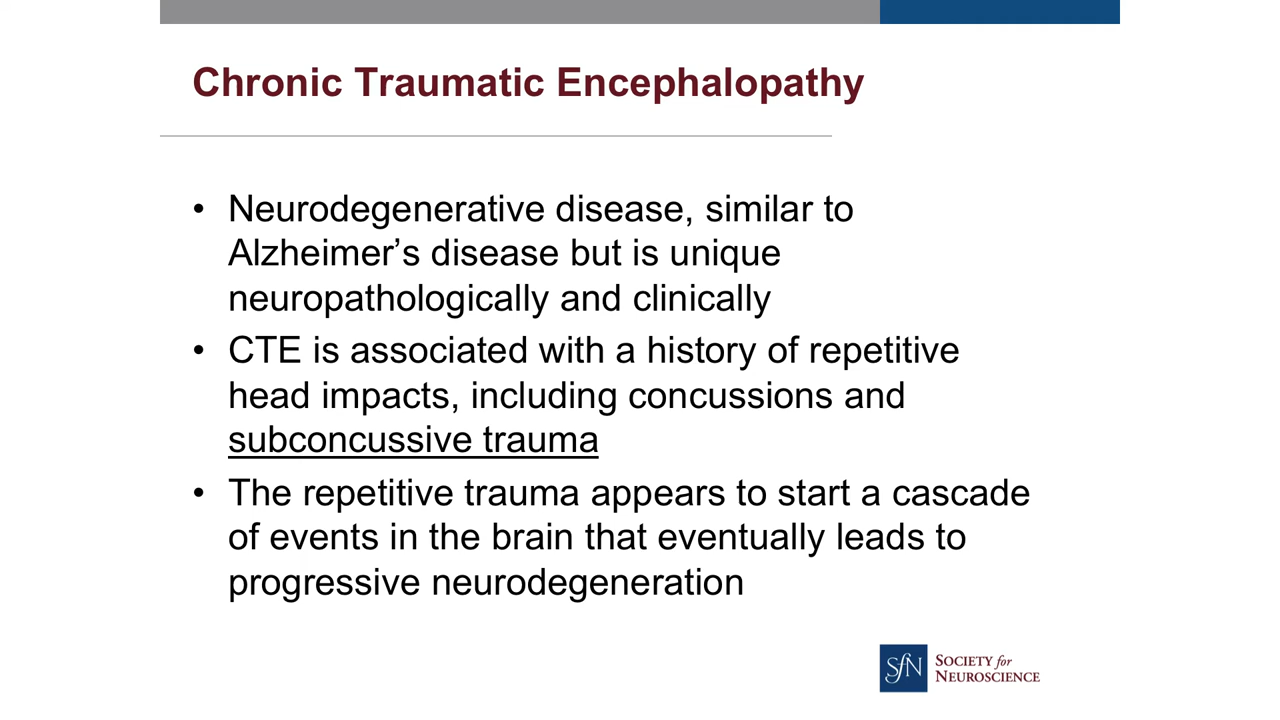 Chronic Traumatic Encephalopathy
• Neurodegenerative disease, similar to
Alzheimer’s disease but is unique
neuropathologically and clinically
• CTE is associated with a history of repetitive
head impacts, including concussions and
subconcussive trauma
• The repetitive trauma appears to start a cascade
of events in the brain that eventually leads to
progressive neurodegeneration
SfN
SOCIETY for
NEUROSCIENCE